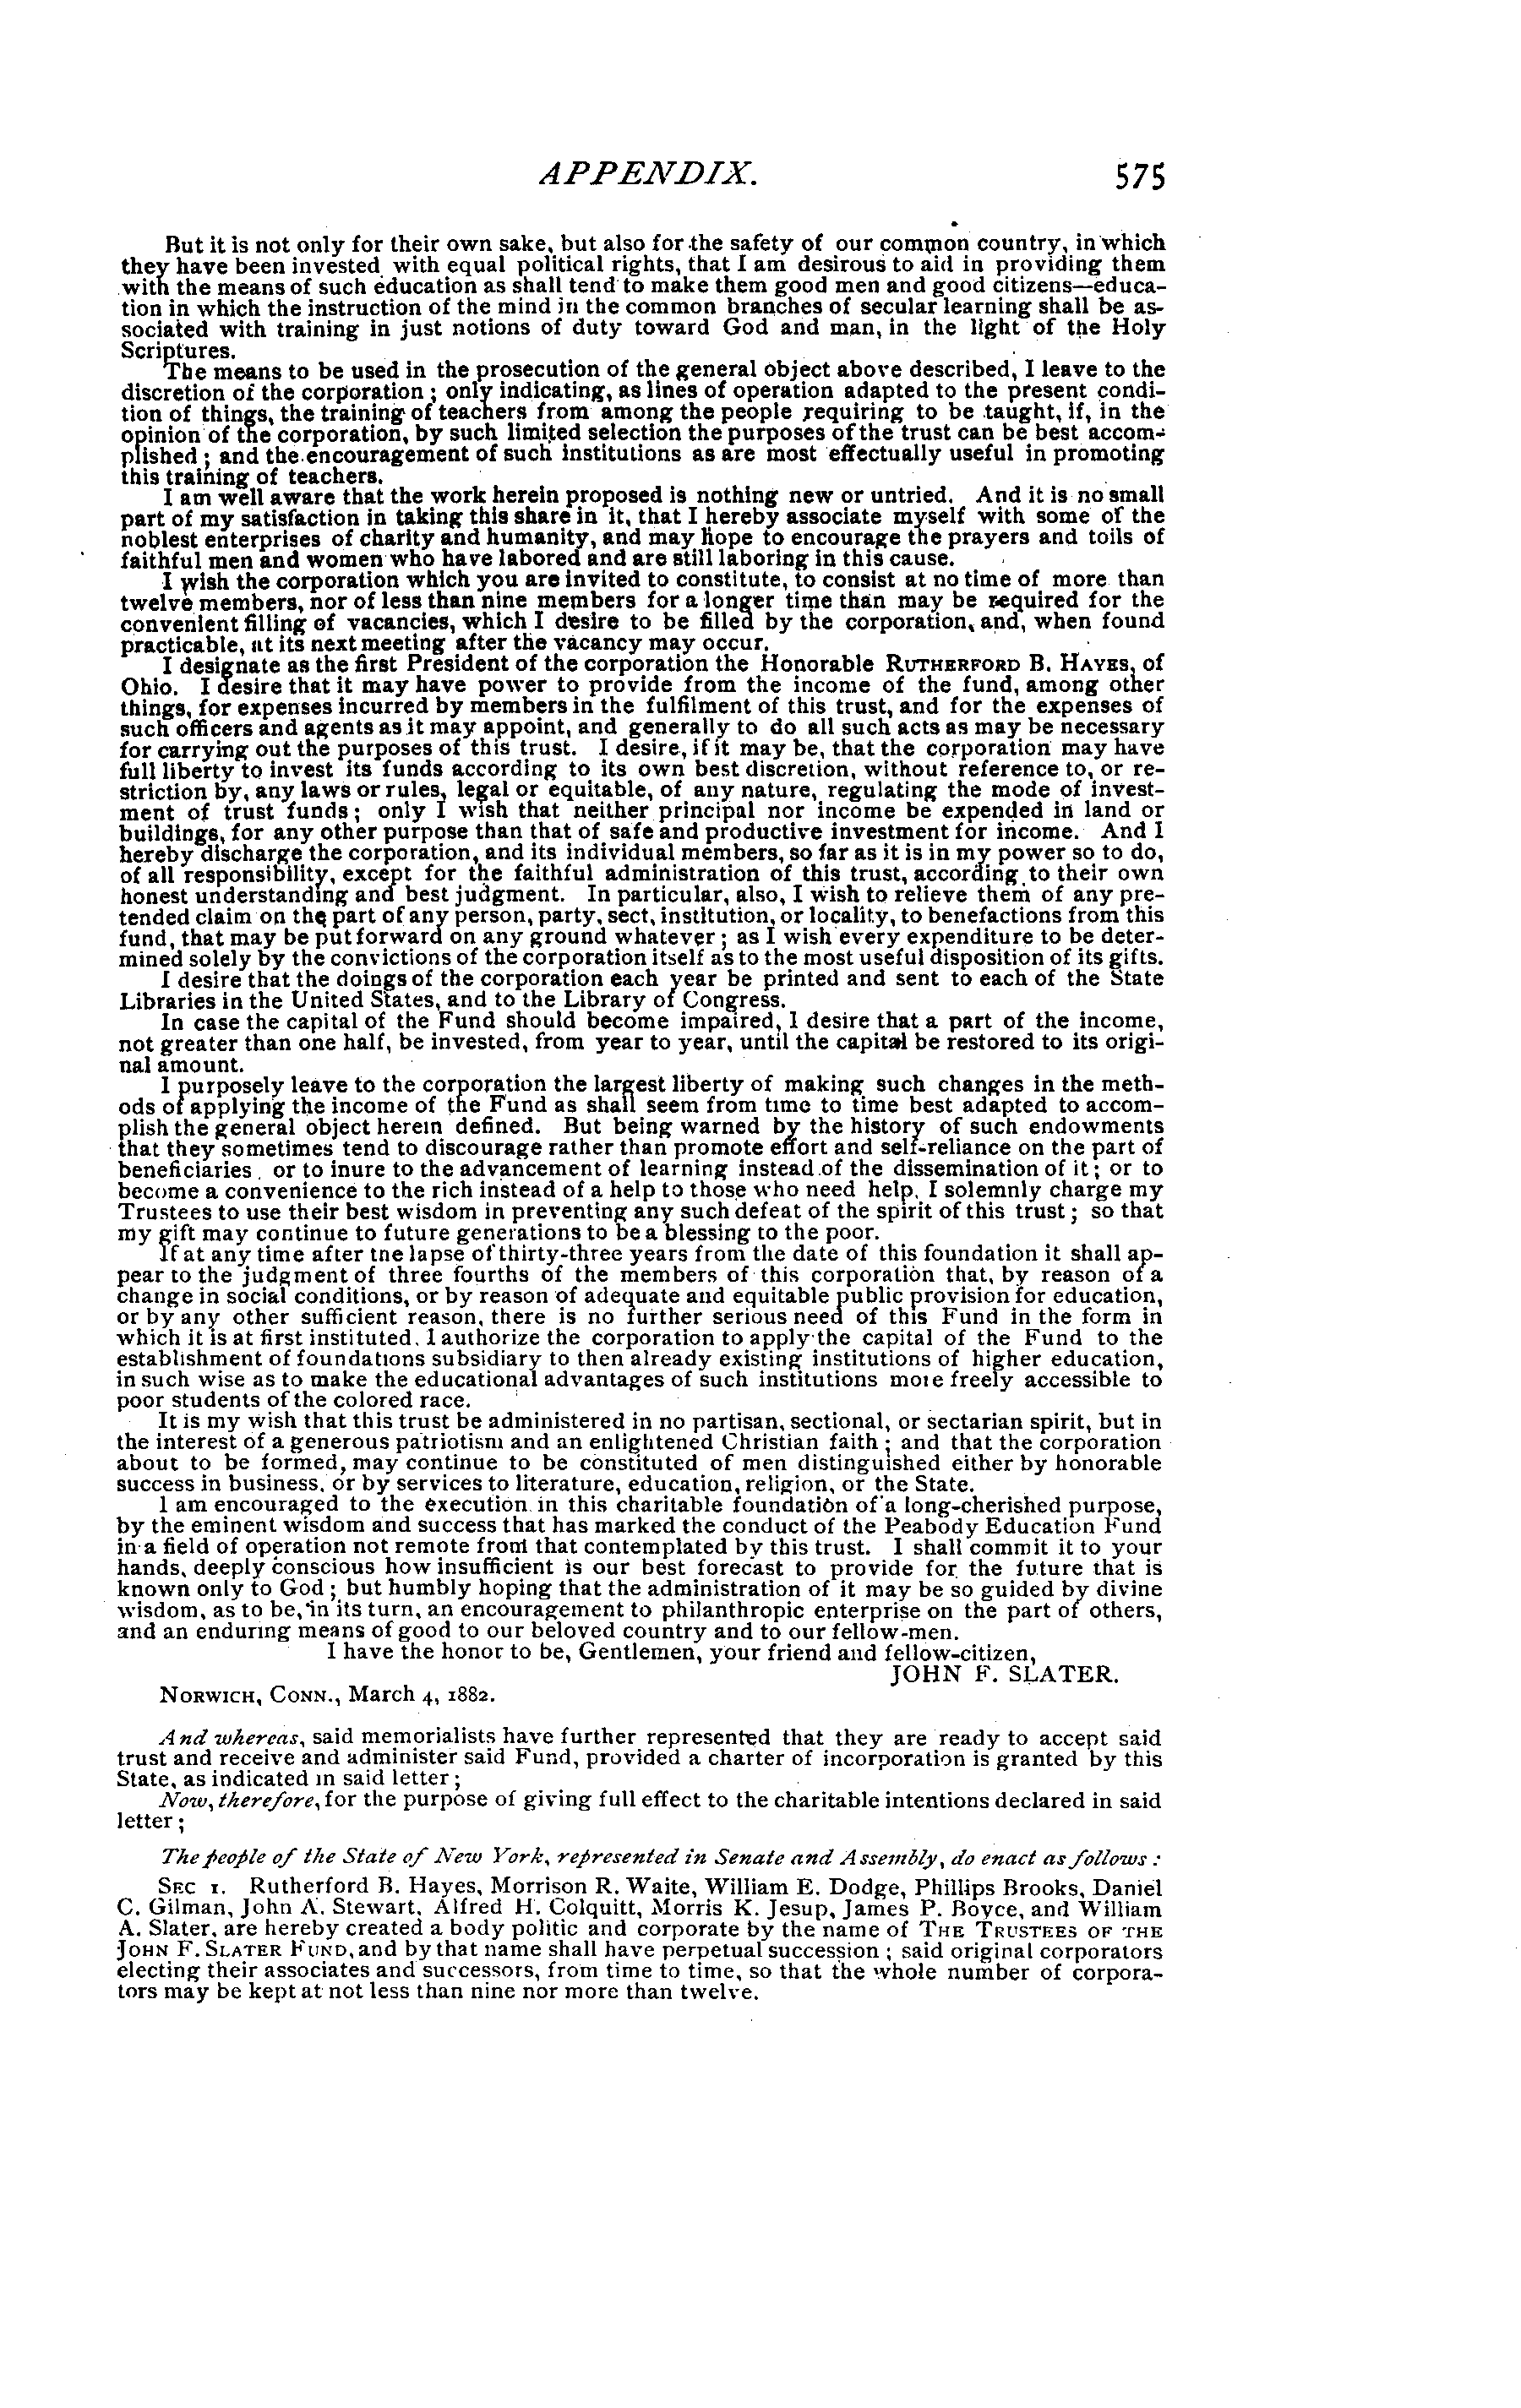 APPENDIX. 575
But it is not only for their own sake, but also for the safety of our common country, in which
they have been invested with equal political rights, that I am desirous to aid in providing them
with the means of such education as shall tend to make them good men and good citizens—educa-
tion in which the instruction of the mind in the common branches of secular learning shall be as-
sociated with training in just notions of duty toward God and man, in the light of the Holy
Scriptures.
The means to be used in the prosecution of the general object above described, I leave to the
discretion of the corporation; only indicating, as lines of operation adapted to the present condi-
tion of things, the training of teachers from among the people requiring to be taught, if, in the
opinion of the corporation, by such limited selection the purposes of the trust can be best accom-
plished; and the encouragement of such institutions as are most effectually useful in promoting
this training of teachers.
I am well aware that the work herein proposed is nothing new or untried. And it is no small
part of my satisfaction in taking this share in it, that I hereby associate myself with some of the
noblest enterprises of charity and humanity, and may hope to encourage the prayers and toils of
faithful men and women who have labored and are still laboring in this cause.
I wish the corporation which you are invited to constitute, to consist at no time of more than
twelve members, nor of less than nine members for a longer time than may be required for the
convenient filling of vacancies, which I desire to be filled by the corporation, and, when found
practicable, at its next meeting after the vacancy may occur.
I designate as the first President of the corporation the Honorable RUTHERFORD B. HAYES, of
Ohio. I desire that it may have power to provide from the income of the fund, among other
things, for expenses incurred by members in the fulfilment of this trust, and for the expenses of
such officers and agents as it may appoint, and generally to do all such acts as may be necessary
for carrying out the purposes of this trust. I desire, if it may be, that the corporation may have
full liberty to invest its funds according to its own best discretion, without reference to, or re-
striction by, any laws or rules, legal or equitable, of any nature, regulating the mode of invest-
ment of trust funds; only I wish that neither principal nor income be expended in land or
buildings, for any other purpose than that of safe and productive investment for income. And I
hereby discharge the corporation, and its individual members, so far as it is in my power so to do,
of all responsibility, except for the faithful administration of this trust, according to their own
honest understanding and best judgment. In particular, also, I wish to relieve them of any pre-
tended claim on the part of any person, party, sect, institution, or locality, to benefactions from this
fund, that may be put forward on any ground whatever; as I wish every expenditure to be deter-
mined solely by the convictions of the corporation itself as to the most useful disposition of its gifts.
I desire that the doings of the corporation each year be printed and sent to each of the State
Libraries in the United States, and to the Library of Congress.
In case the capital of the Fund should become impaired, I desire that a part of the income,
not greater than one half, be invested, from year to year, until the capital be restored to its origi-
nal amount.
I purposely leave to the corporation the largest liberty of making such changes in the meth-
ods of applying the income of the Fund as shall seem from time to time best adapted to accom-
plish the general object herein defined. But being warned by the history of such endowments
that they sometimes tend to discourage rather than promote effort and self-reliance on the part of
beneficiaries, or to inure to the advancement of learning instead of the dissemination of it; or to
become a convenience to the rich instead of a help to those who need help, I solemnly charge my
Trustees to use their best wisdom in preventing any such defeat of the spirit of this trust; so that
my gift may continue to future generations to be a blessing to the poor.
If at any time after tne lapse of thirty-three years from the date of this foundation it shall ap-
pear to the judgment of three fourths of the members of this corporation that, by reason of a
change in social conditions, or by reason of adequate and equitable public provision for education,
or by any other sufficient reason, there is no further serious need of this Fund in the form in
which it is at first instituted, I authorize the corporation to apply the capital of the Fund to the
establishment of foundations subsidiary to then already existing institutions of higher education,
in such wise as to make the educational advantages of such institutions more freely accessible to
poor students of the colored race.
It is my wish that this trust be administered in no partisan, sectional, or sectarian spirit, but in
the interest of a generous patriotism and an enlightened Christian faith; and that the corporation
about to be formed, may continue to be constituted of men distinguished either by honorable
success in business, or by services to literature, education, religion, or the State.
I am encouraged to the execution in this charitable foundation of a long-cherished purpose,
by the eminent wisdom and success that has marked the conduct of the Peabody Education Fund
in a field of operation not remote from that contemplated by this trust. I shall commit it to your
hands, deeply conscious how insufficient is our best forecast to provide for the future that is
known only to God; but humbly hoping that the administration of it may be so guided by divine
wisdom, as to be, in its turn, an encouragement to philanthropic enterprise on the part of others,
and an enduring means of good to our beloved country and to our fellow-men.
I have the honor to be, Gentlemen, your friend and fellow-citizen,
JOHN F. SLATER.
NORWICH, CONN., March 4, 1882.
And whereas, said memorialists have further represented that they are ready to accept said
trust and receive and administer said Fund, provided a charter of incorporation is granted by this
State, as indicated in said letter;
Now, therefore, for the purpose of giving full effect to the charitable intentions declared in said
letter;
The people of the State of New York, represented in Senate and Assembly, do enact as follows:
SEC 1. Rutherford B. Hayes, Morrison R. Waite, William E. Dodge, Phillips Brooks, Daniel
C. Gilman, John A. Stewart, Alfred H. Colquitt, Morris K. Jesup, James P. Boyce, and William
A. Slater, are hereby created a body politic and corporate by the name of THE TRUSTEES OF THE
JOHN F. SLATER FUND, and by that name shall have perpetual succession; said original corporators
electing their associates and successors, from time to time, so that the whole number of corpora-
tors may be kept at not less than nine nor more than twelve.